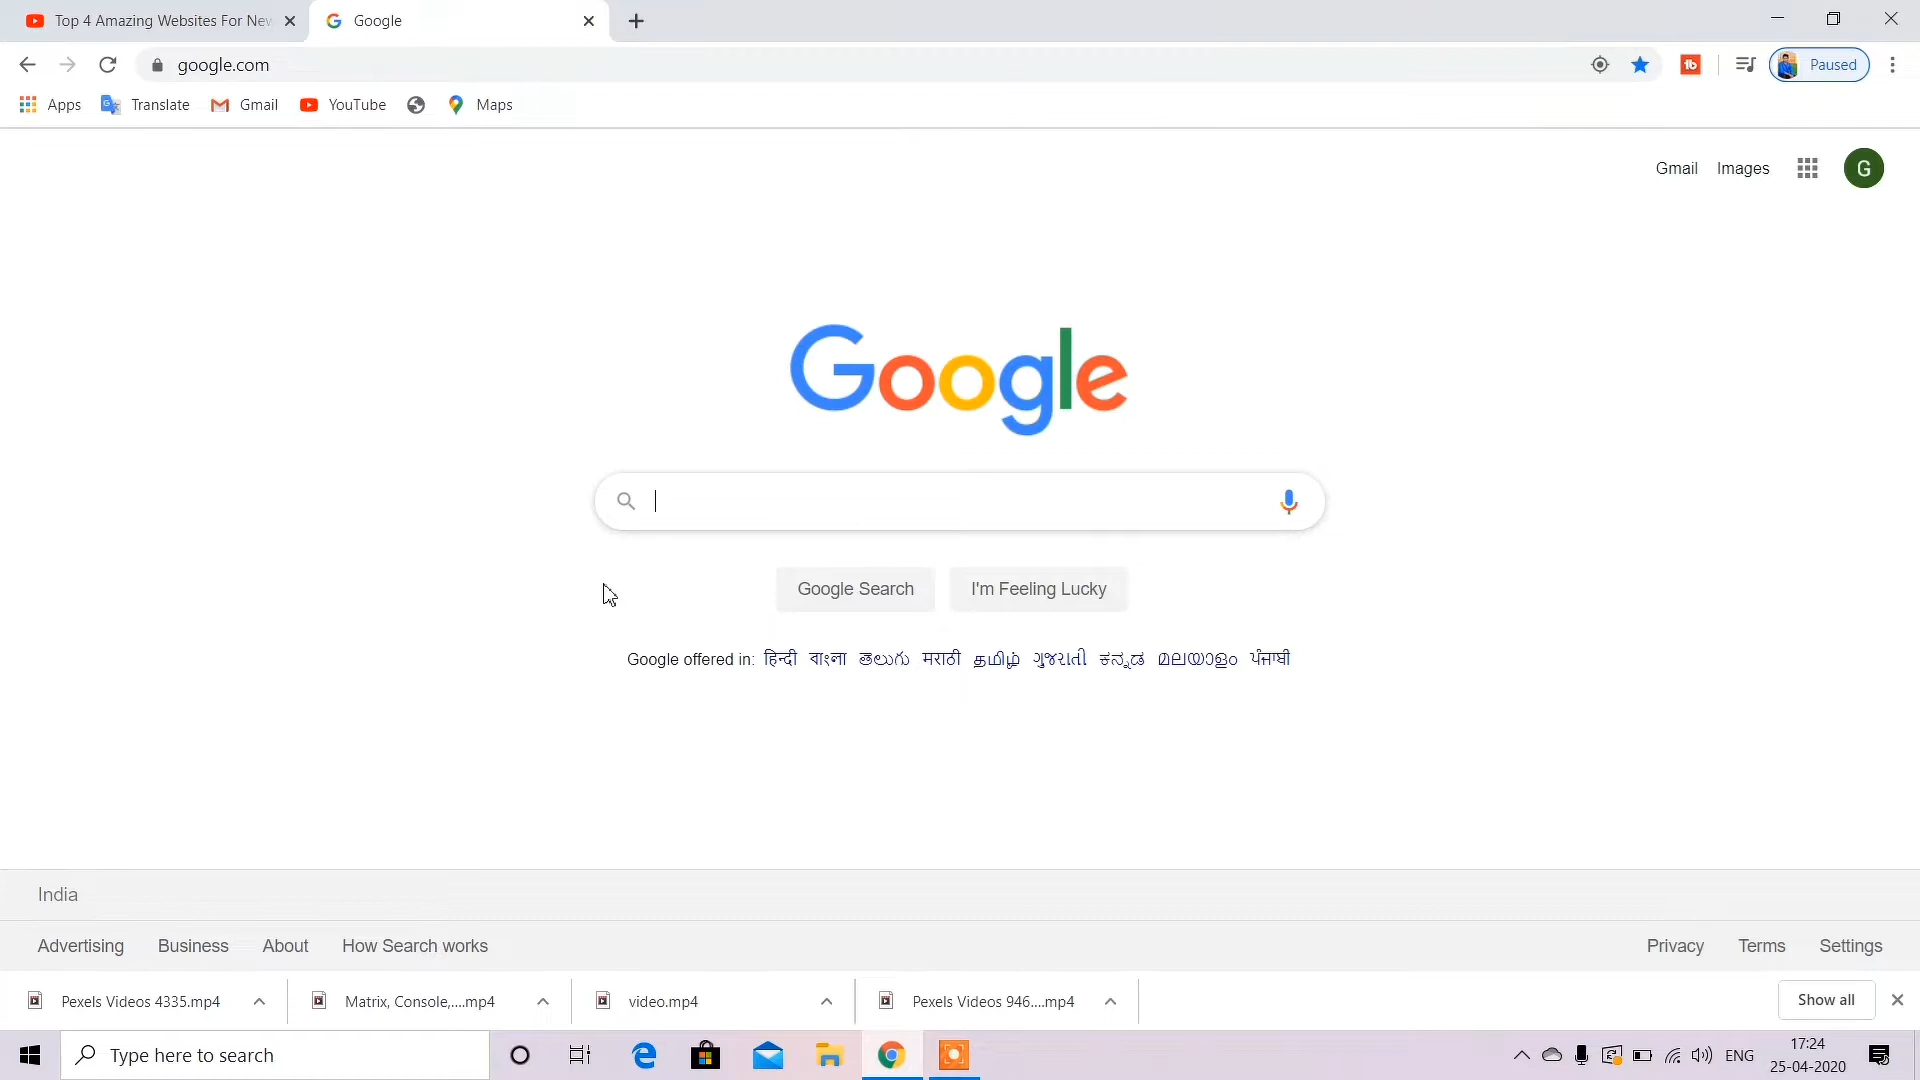 Top 4 Amazing Websites For Nev
Google
google.com
Paused
Apps Translate Gmail YouTube Maps
Gmail Images G
Google
Google Search I'm Feeling Lucky
Google offered in: हिन्दी বাংলা తెలుగు मराठी தமிழ் ગુજરાતી ಕನ್ನಡ മലയാളം ਪੰਜਾਬੀ
India
Advertising Business About How Search works Privacy Terms Settings
Pexels Videos 4335.mp4 Matrix, Console,....mp4 video.mp4 Pexels Videos 946....mp4 Show all
Type here to search
ENG
17:24
25-04-2020